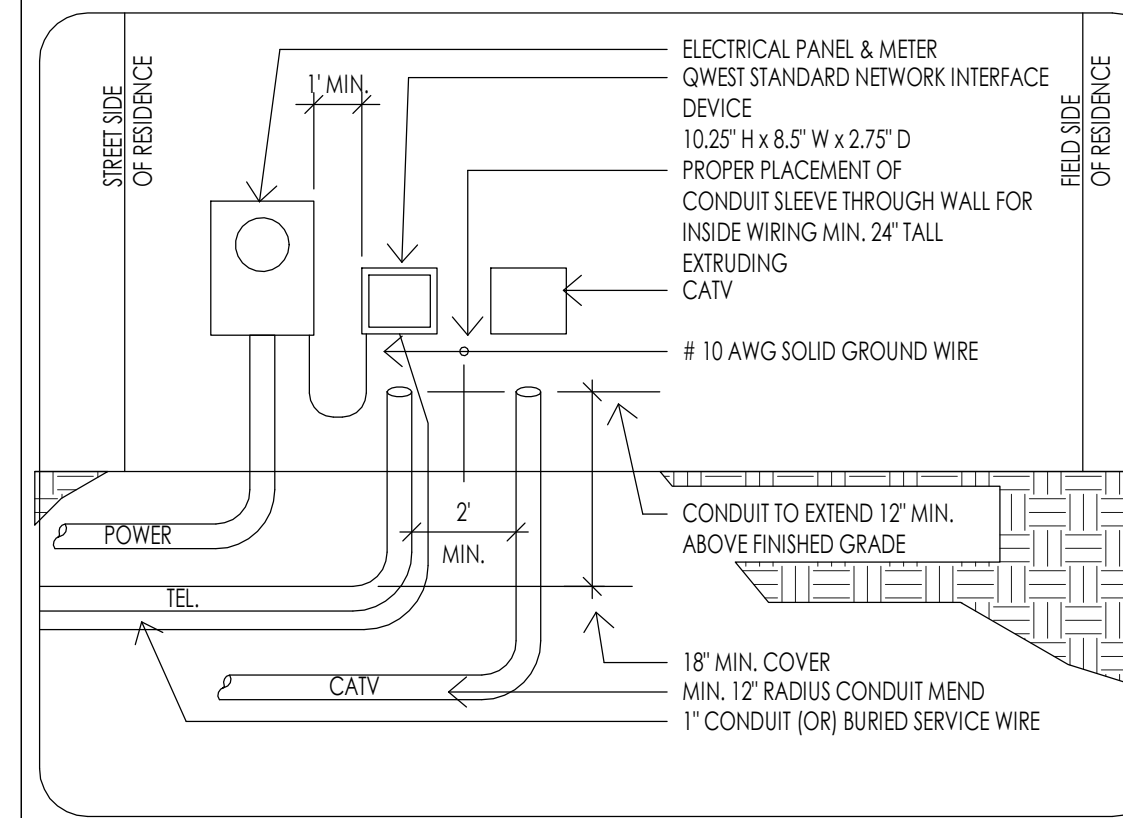 ELECTRICAL PANEL & METER
QWEST STANDARD NETWORK INTERFACE
DEVICE
10.25" H x 8.5" W x 2.75" D
PROPER PLACEMENT OF
CONDUIT SLEEVE THROUGH WALL FOR
INSIDE WIRING MIN. 24" TALL
EXTRUDING
CATV
# 10 AWG SOLID GROUND WIRE
1' MIN.
STREET SIDE
OF RESIDENCE
FIELD SIDE
OF RESIDENCE
CONDUIT TO EXTEND 12" MIN.
ABOVE FINISHED GRADE
POWER
2'
MIN.
TEL.
CATV
18" MIN. COVER
MIN. 12" RADIUS CONDUIT MEND
1" CONDUIT (OR) BURIED SERVICE WIRE